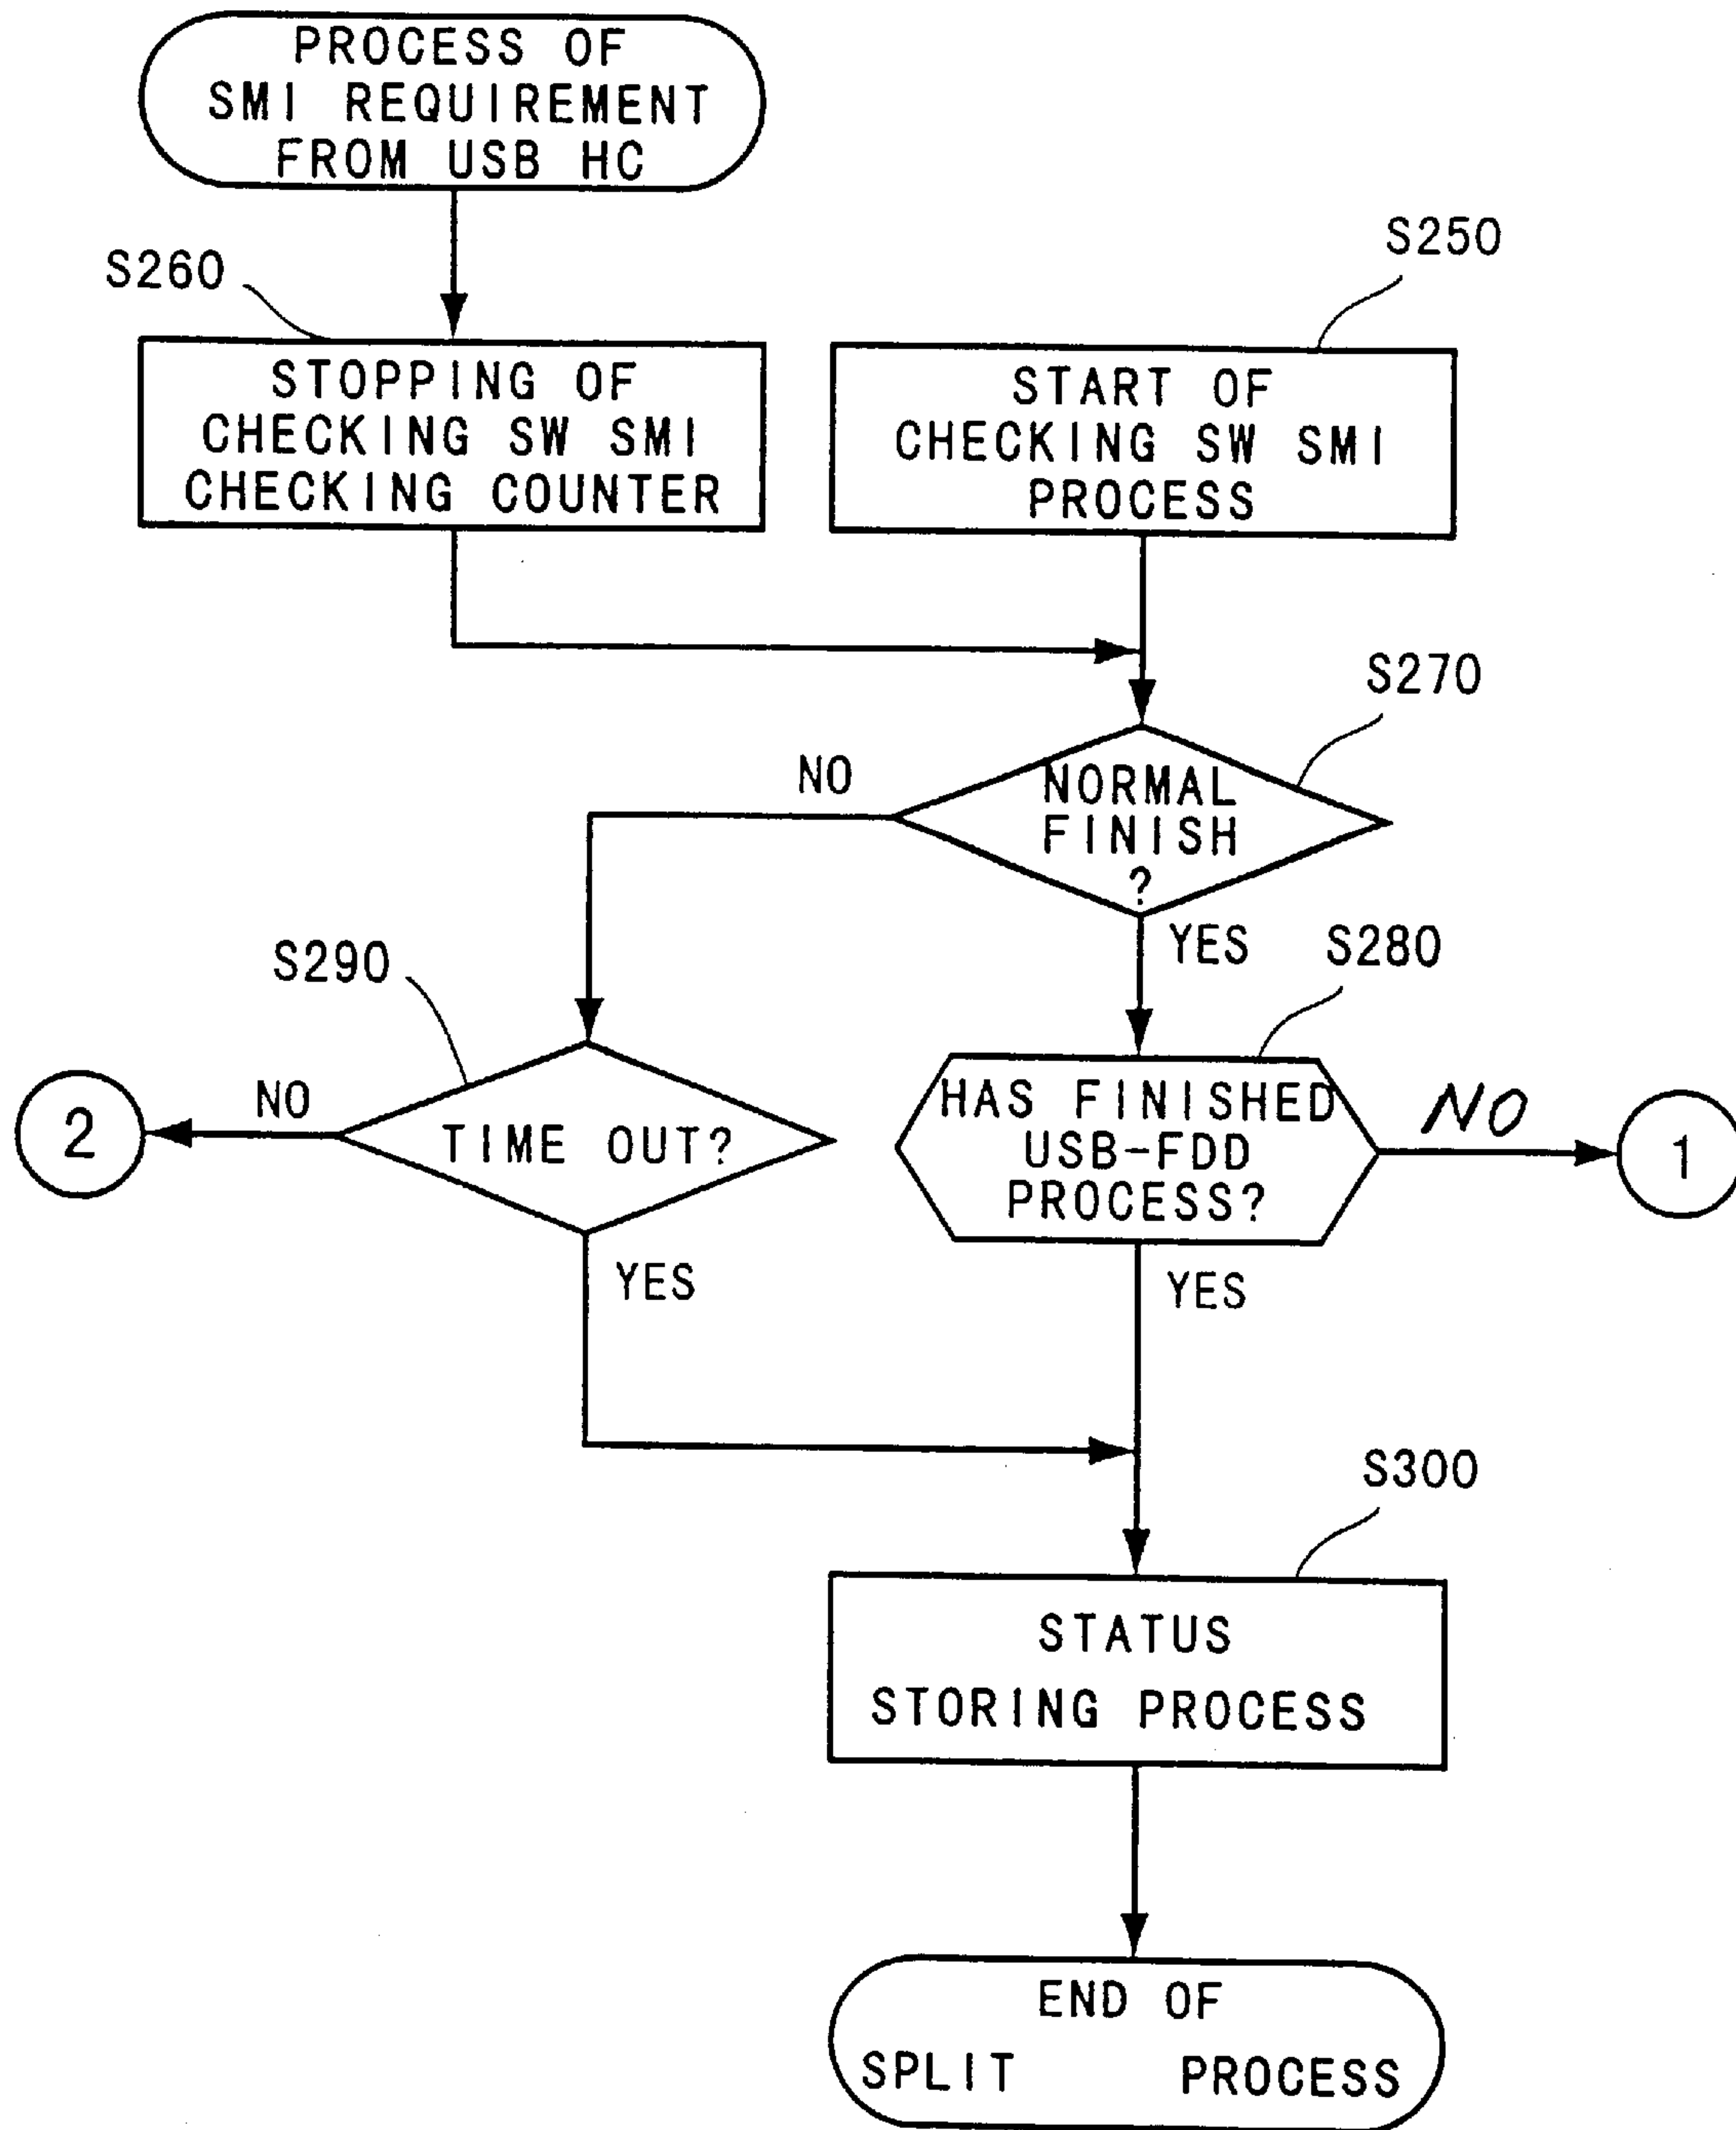 PROCESS OF
SMI REQUIREMENT
FROM USB HC
S260
S250
STOPPING OF
CHECKING SW SMI
CHECKING COUNTER
START OF
CHECKING SW SMI
PROCESS
S270
NO
NORMAL
FINISH
?
YES
S290
S280
2
NO
TIME OUT?
HAS FINISHED
USB-FDD
PROCESS?
NO
1
YES
YES
S300
STATUS
STORING PROCESS
END OF
SPLIT PROCESS